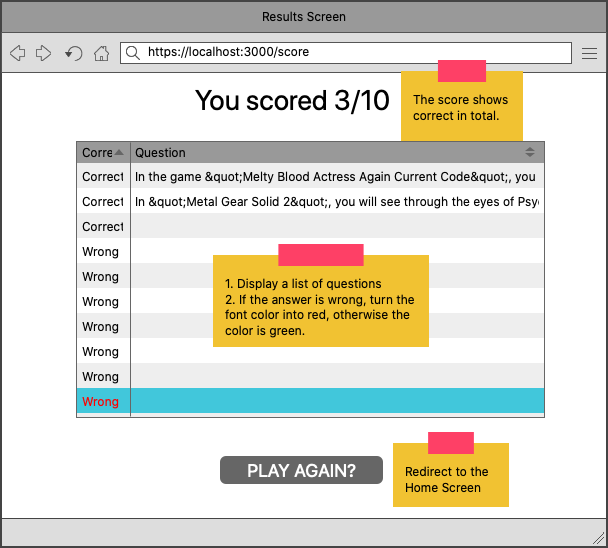 Results Screen
https://localhost:3000/score
You scored 3/10
The score shows
correct in total.
Corre
Question
Correct
In the game &quot;Melty Blood Actress Again Current Code&quot;, you
Correct
In &quot;Metal Gear Solid 2&quot;, you will see through the eyes of Psy
Correct
Wrong
Wrong
Wrong
Wrong
Wrong
Wrong
Wrong
1. Display a list of questions
2. If the answer is wrong, turn the
font color into red, otherwise the
color is green.
PLAY AGAIN?
Redirect to the
Home Screen